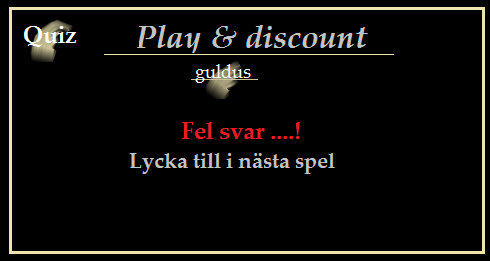 Quiz
Play & discount
guldus
Fel svar ....!
Lycka till i nästa spel